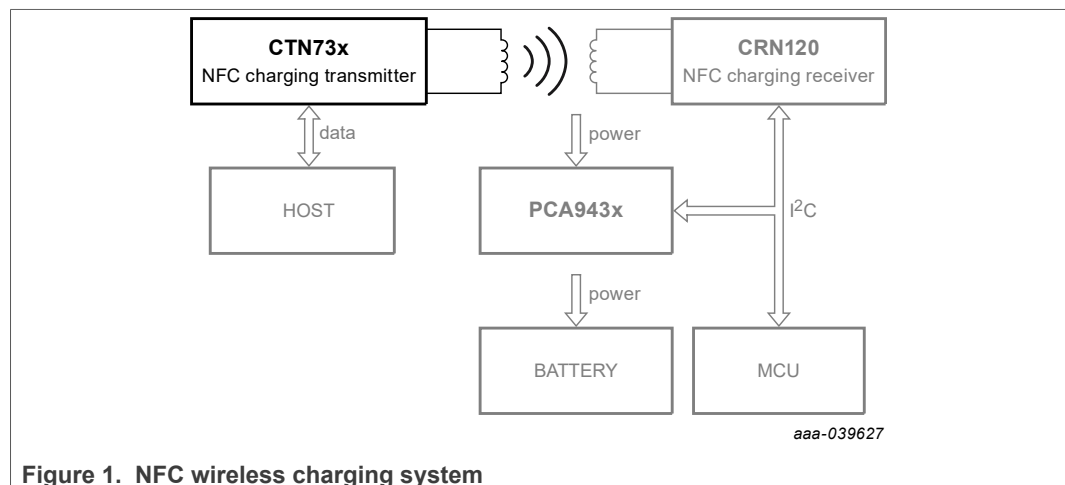 CTN73x
NFC charging transmitter
CRN120
NFC charging receiver
data
power
HOST
PCA943x
I²C
power
BATTERY
MCU
aaa-039627
Figure 1. NFC wireless charging system